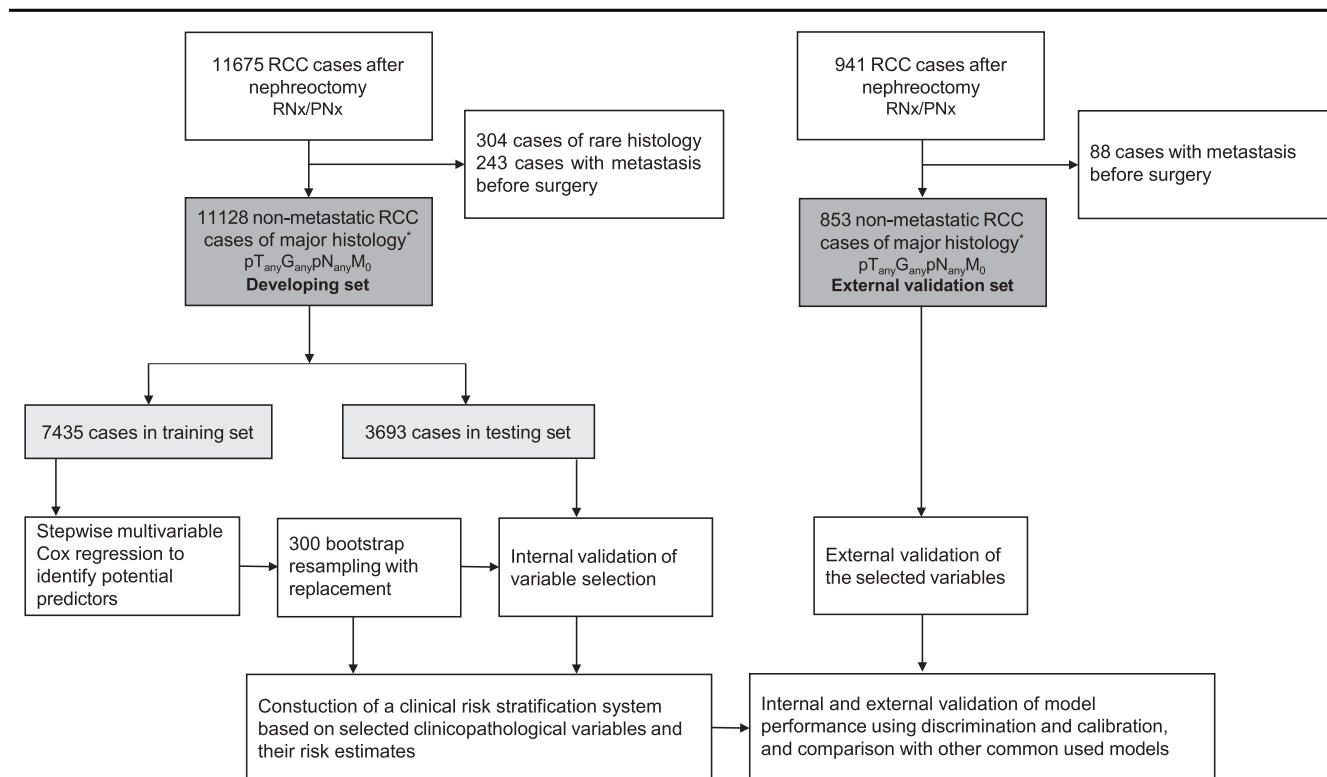 11675 RCC cases after
nephreoctomy
RNx/PNx
304 cases of rare histology
243 cases with metastasis
before surgery
11128 non-metastatic RCC
cases of major histology*
pTanyGanypNanyM0
Developing set
7435 cases in training set
3693 cases in testing set
Stepwise multivariable
Cox regression to
identify potential
predictors
300 bootstrap
resampling with
replacement
Internal validation of
variable selection
Constuction of a clinical risk stratification system
based on selected clinicopathological variables and
their risk estimates
941 RCC cases after
nephreoctomy
RNx/PNx
88 cases with metastasis
before surgery
853 non-metastatic RCC
cases of major histology*
pTanyGanypNanyM0
External validation set
External validation of
the selected variables
Internal and external validation of model
performance using discrimination and calibration,
and comparison with other common used models